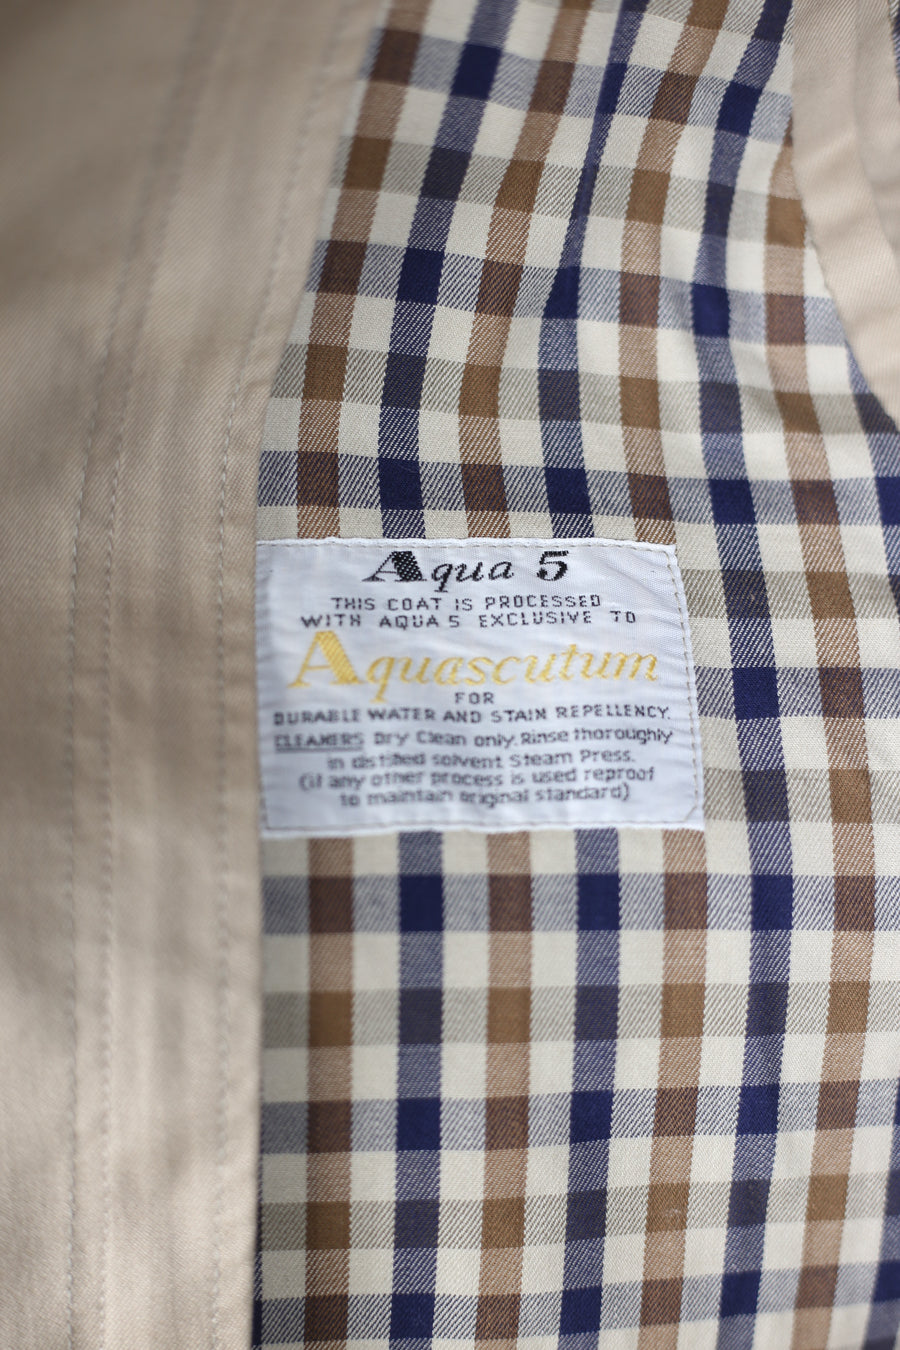 Aqua 5
THIS COAT IS PROCESSED
WITH AQUA 5 EXCLUSIVE TO
Aquascutum
FOR
DURABLE WATER AND STAIN REPELLENCY.
CLEANERS Dry Clean only. Rinse thoroughly
in distilled solvent Steam Press.
(if any other process is used reproof
to maintain original standard)